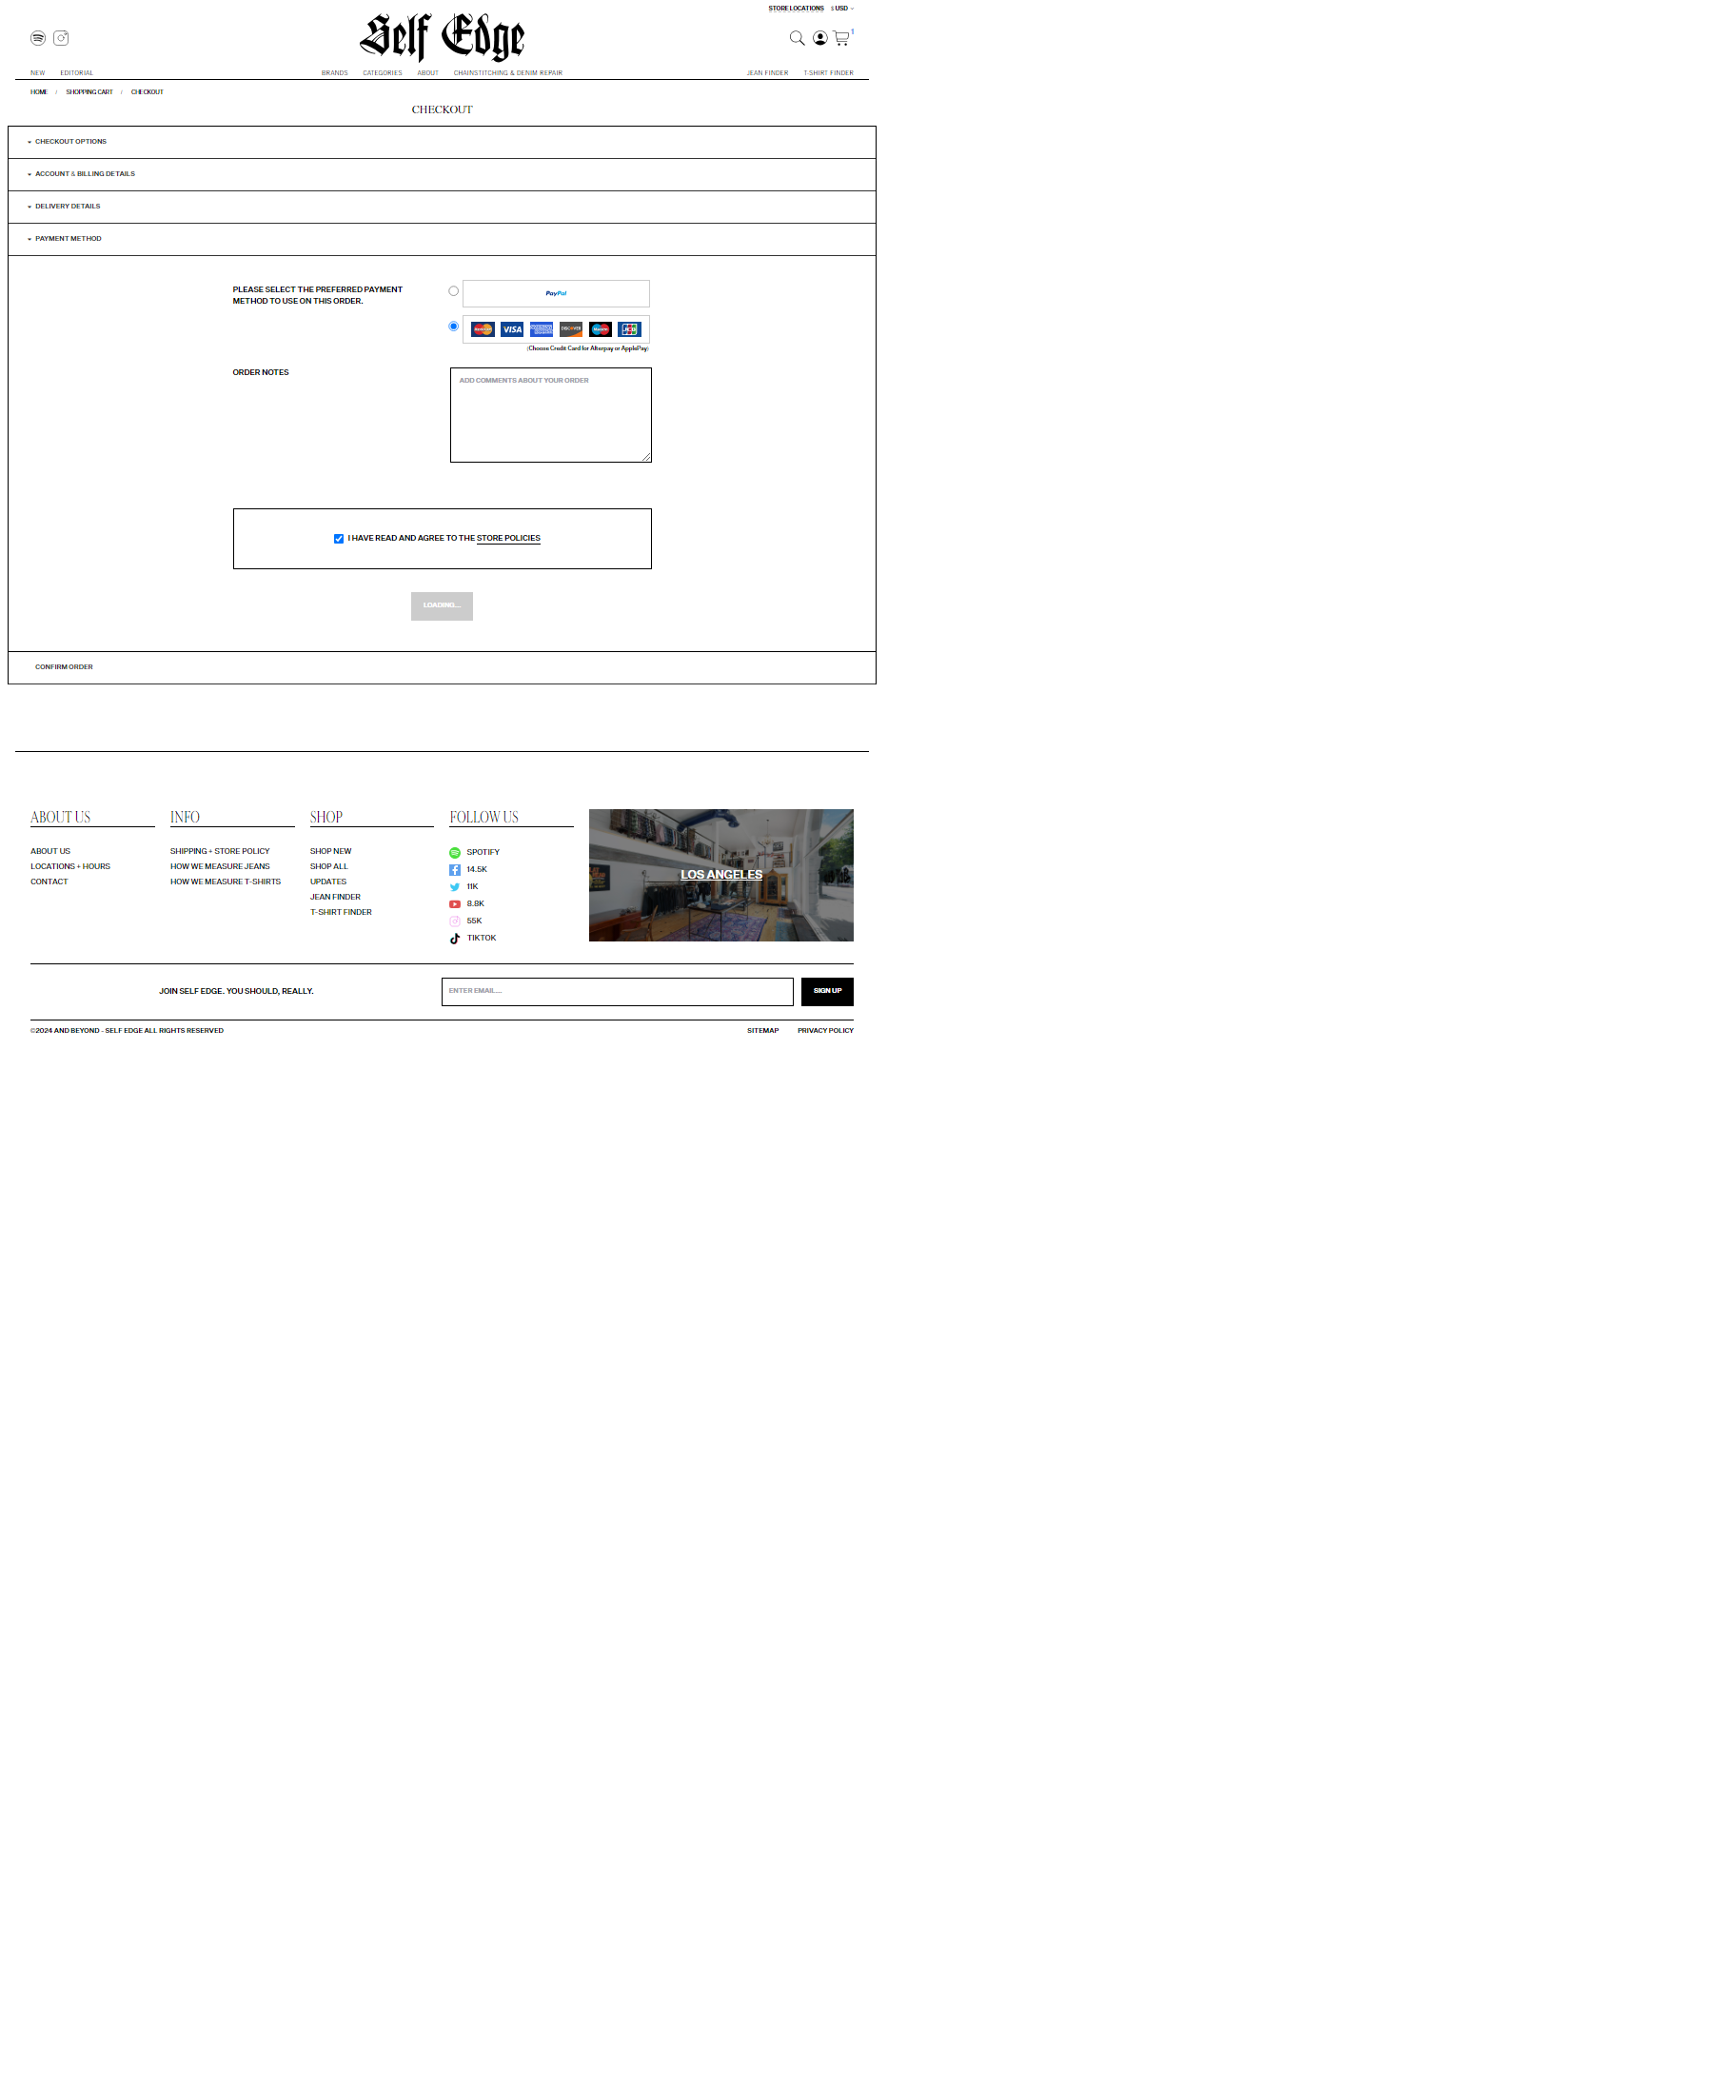 STORE LOCATIONS $ USD
Self Edge
1
NEW EDITORIAL BRANDS CATEGORIES ABOUT CHAINSTITCHING & DENIM REPAIR JEAN FINDER T-SHIRT FINDER
HOME / SHOPPING CART / CHECKOUT
CHECKOUT
CHECKOUT OPTIONS
ACCOUNT & BILLING DETAILS
DELIVERY DETAILS
PAYMENT METHOD
PLEASE SELECT THE PREFERRED PAYMENT
METHOD TO USE ON THIS ORDER.
PayPal
VISA DISCOVER JCB
(Choose Credit Card for Afterpay or ApplePay)
ORDER NOTES
ADD COMMENTS ABOUT YOUR ORDER
I HAVE READ AND AGREE TO THE STORE POLICIES
LOADING...
CONFIRM ORDER
ABOUT US
ABOUT US
LOCATIONS + HOURS
CONTACT
INFO
SHIPPING + STORE POLICY
HOW WE MEASURE JEANS
HOW WE MEASURE T-SHIRTS
SHOP
SHOP NEW
SHOP ALL
UPDATES
JEAN FINDER
T-SHIRT FINDER
FOLLOW US
SPOTIFY
14.5K
11K
8.8K
55K
TIKTOK
LOS ANGELES
JOIN SELF EDGE. YOU SHOULD, REALLY.
ENTER EMAIL...
SIGN UP
©2024 AND BEYOND - SELF EDGE ALL RIGHTS RESERVED
SITEMAP PRIVACY POLICY